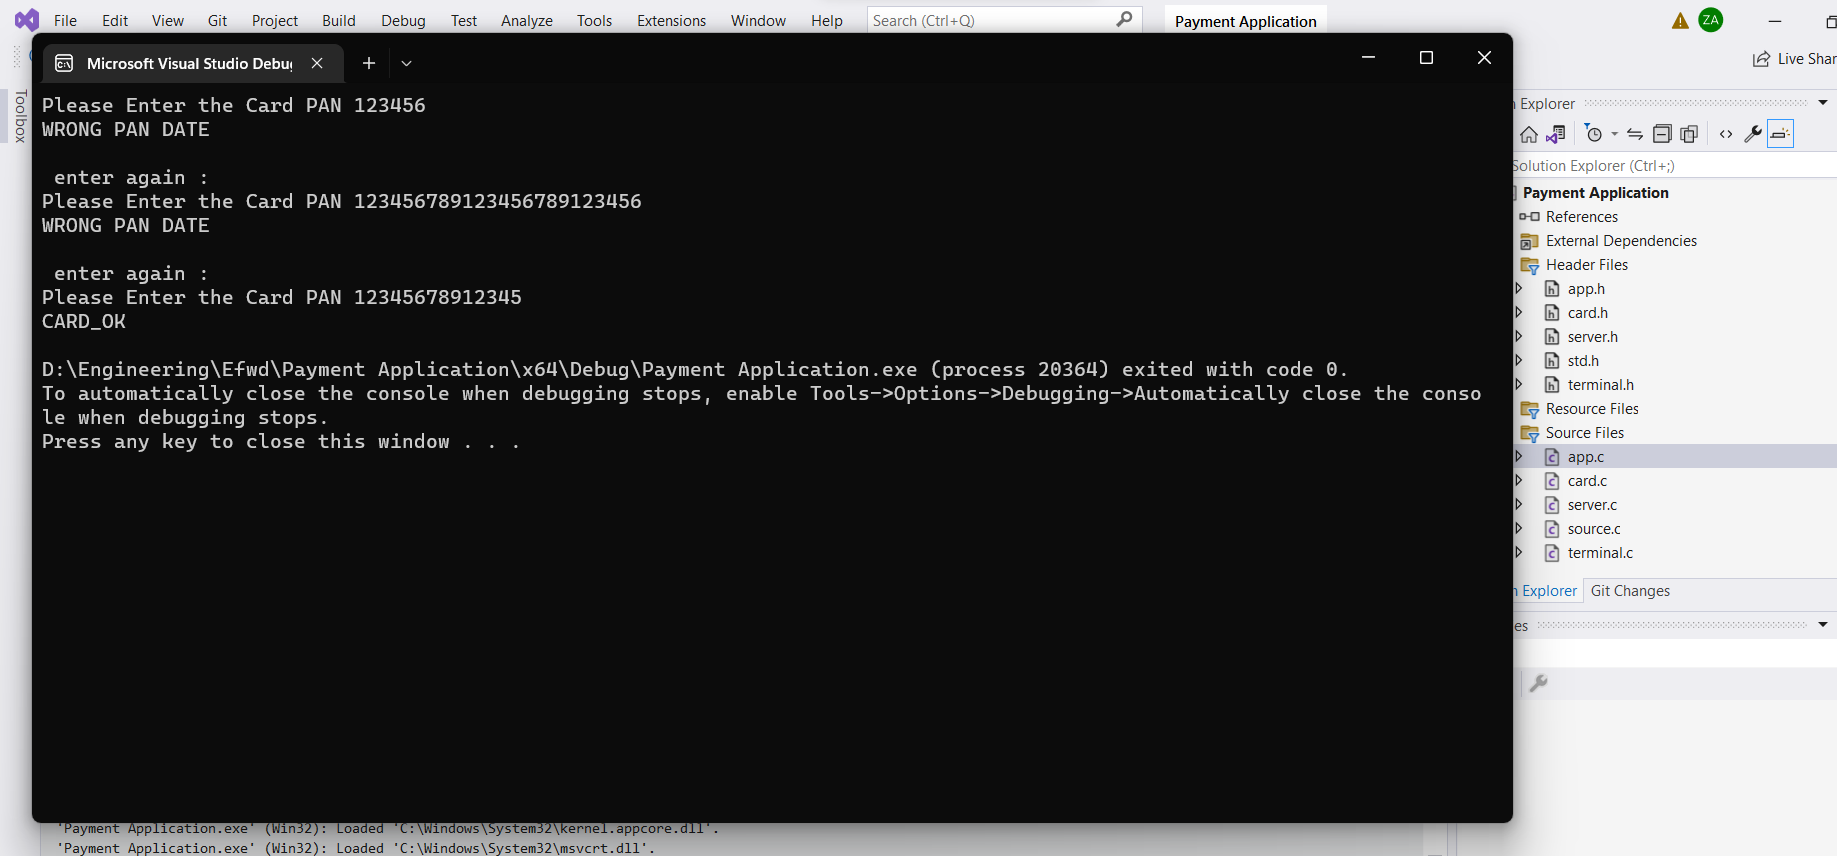 File Edit View Git Project Build Debug Test Analyze Tools Extensions Window Help Search (Ctrl+Q) Payment Application ZA
Live Shar
Toolbox
Microsoft Visual Studio Debu
Please Enter the Card PAN 123456
WRONG PAN DATE
enter again :
Please Enter the Card PAN 123456789123456789123456
WRONG PAN DATE
enter again :
Please Enter the Card PAN 12345678912345
CARD_OK
D:\Engineering\Efwd\Payment Application\x64\Debug\Payment Application.exe (process 20364) exited with code 0.
To automatically close the console when debugging stops, enable Tools->Options->Debugging->Automatically close the conso
le when debugging stops.
Press any key to close this window . . .
n Explorer
Solution Explorer (Ctrl+;)
Payment Application
References
External Dependencies
Header Files
app.h
card.h
server.h
std.h
terminal.h
Resource Files
Source Files
app.c
card.c
server.c
source.c
terminal.c
n Explorer Git Changes
es
'Payment Application.exe' (Win32): Loaded 'C:\Windows\System32\kernel.appcore.dll'.
'Payment Application.exe' (Win32): Loaded 'C:\Windows\System32\msvcrt.dll'.